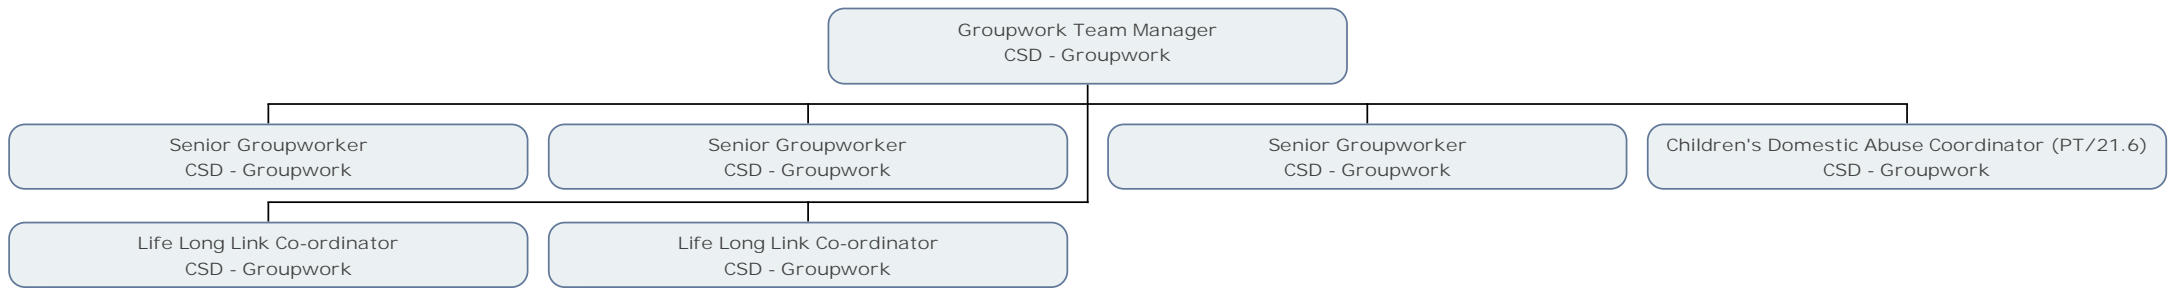 Groupwork Team Manager
CSD - Groupwork
Senior Groupworker
CSD - Groupwork
Senior Groupworker
CSD - Groupwork
Senior Groupworker
CSD - Groupwork
Children's Domestic Abuse Coordinator (PT/21.6)
CSD - Groupwork
Life Long Link Co-ordinator
CSD - Groupwork
Life Long Link Co-ordinator
CSD - Groupwork